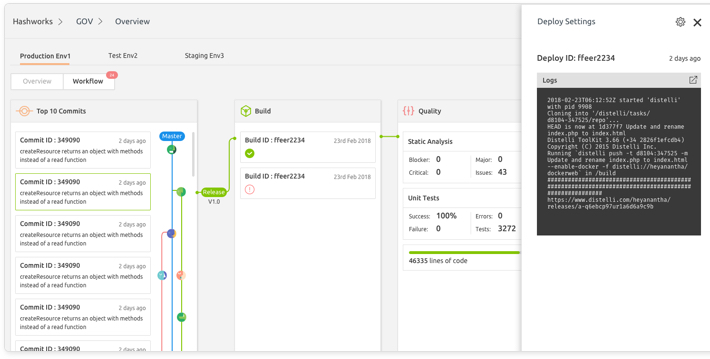 Hashworks > GOV > Overview
Production Env1
Test Env2
Staging Env3
Overview
Workflow
Top 10 Commits
Commit ID : 349090
2 days ago
createResource returns an object with methods
instead of a read function
Commit ID : 349090
2 days ago
createResource returns an object with methods
instead of a read function
Commit ID : 349090
2 days ago
createResource returns an object with methods
instead of a read function
Commit ID : 349090
2 days ago
createResource returns an object with methods
instead of a read function
Commit ID : 349090
2 days ago
createResource returns an object with methods
instead of a read function
Master
Release
V1.0
Build
Build ID : ffeer2234
23rd Feb 2018
Build ID : ffeer2234
23rd Feb 2018
Quality
Static Analysis
Blocker: 0
Major: 0
Critical: 0
Issues: 43
Unit Tests
Success: 100%
Errors: 0
Failure: 0
Tests: 3272
46335 lines of code
Deploy Settings
Deploy ID: ffeer2234
2 days ago
Logs
2018-02-23T06:12:52Z started 'distelli'
with pid 9908
Cloning into '/distelli/tasks/
d8104-347525/repo'...
HEAD is now at 1d377f7 Update and rename
index.php to index.html
Distelli Toolkit 3.66 (+34 2826f1efcdb4)
Copyright (C) 2015 Distelli Inc.
Running `distelli push -t d8104:347525 -m
Update and rename index.php to index.html
--enable-docker -f distelli://heyanantha/
dockerweb` in /build
##########################################
##########################################
################
https://www.distelli.com/heyanantha/
releases/a-q6ebcp97ur1a6d6a9c9b